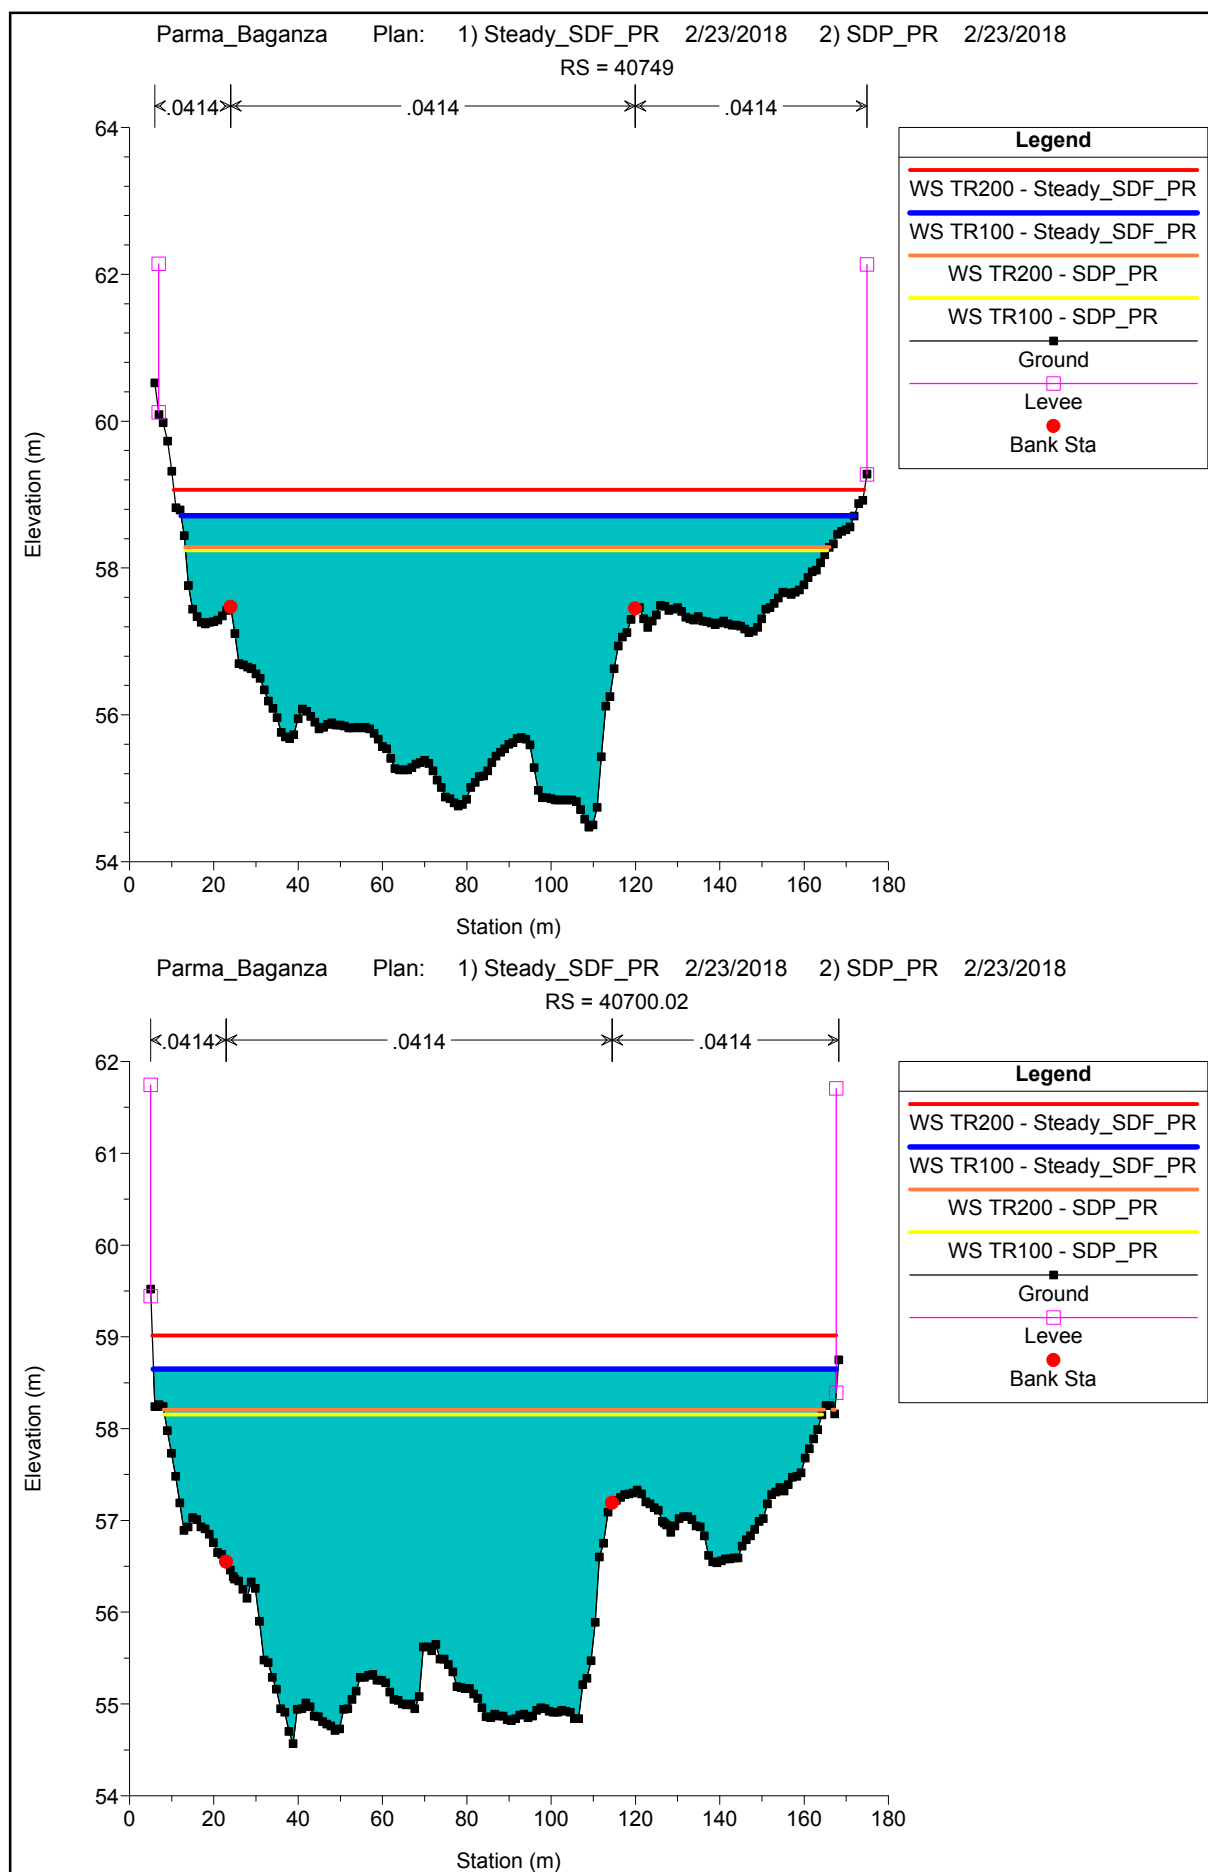 Parma_Baganza Plan: 1) Steady_SDF_PR 2/23/2018 2) SDP_PR 2/23/2018
RS = 40749
.0414 .0414 .0414
64
62
60
58
56
54
0 20 40 60 80 100 120 140 160 180
Station (m)
Elevation (m)
Legend
WS TR200 - Steady_SDF_PR
WS TR100 - Steady_SDF_PR
WS TR200 - SDP_PR
WS TR100 - SDP_PR
Ground
Levee
Bank Sta
Parma_Baganza Plan: 1) Steady_SDF_PR 2/23/2018 2) SDP_PR 2/23/2018
RS = 40700.02
.0414 .0414 .0414
62
61
60
59
58
57
56
55
54
0 20 40 60 80 100 120 140 160 180
Station (m)
Elevation (m)
Legend
WS TR200 - Steady_SDF_PR
WS TR100 - Steady_SDF_PR
WS TR200 - SDP_PR
WS TR100 - SDP_PR
Ground
Levee
Bank Sta